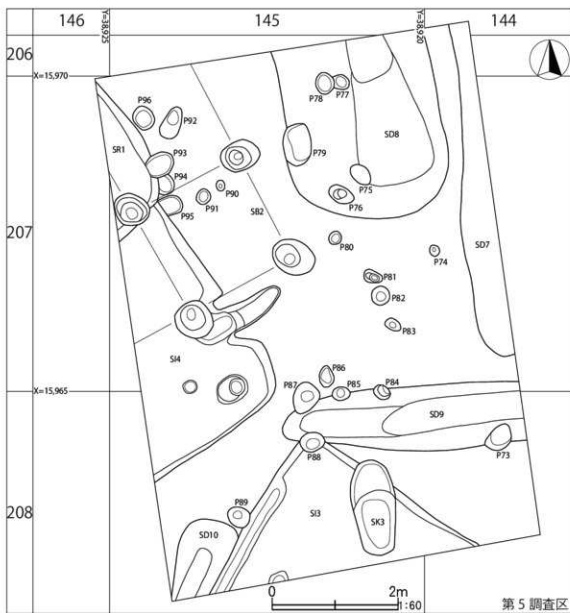 146 145 144
Y=38,925 Y=38,920
206
X=15,970
P96 P92 P78 P77
SR1 P93 P79 SD8
P94 P90 P75
P95 P91 P76
207 SB2 P80 P74 SD7
P81
P82
P83
SI4 P86
X=15,965 P87 P85 P84
SD9
P88 P73
208 P89 SI3 SK3
SD10
0 2m
1:60
第5調査区